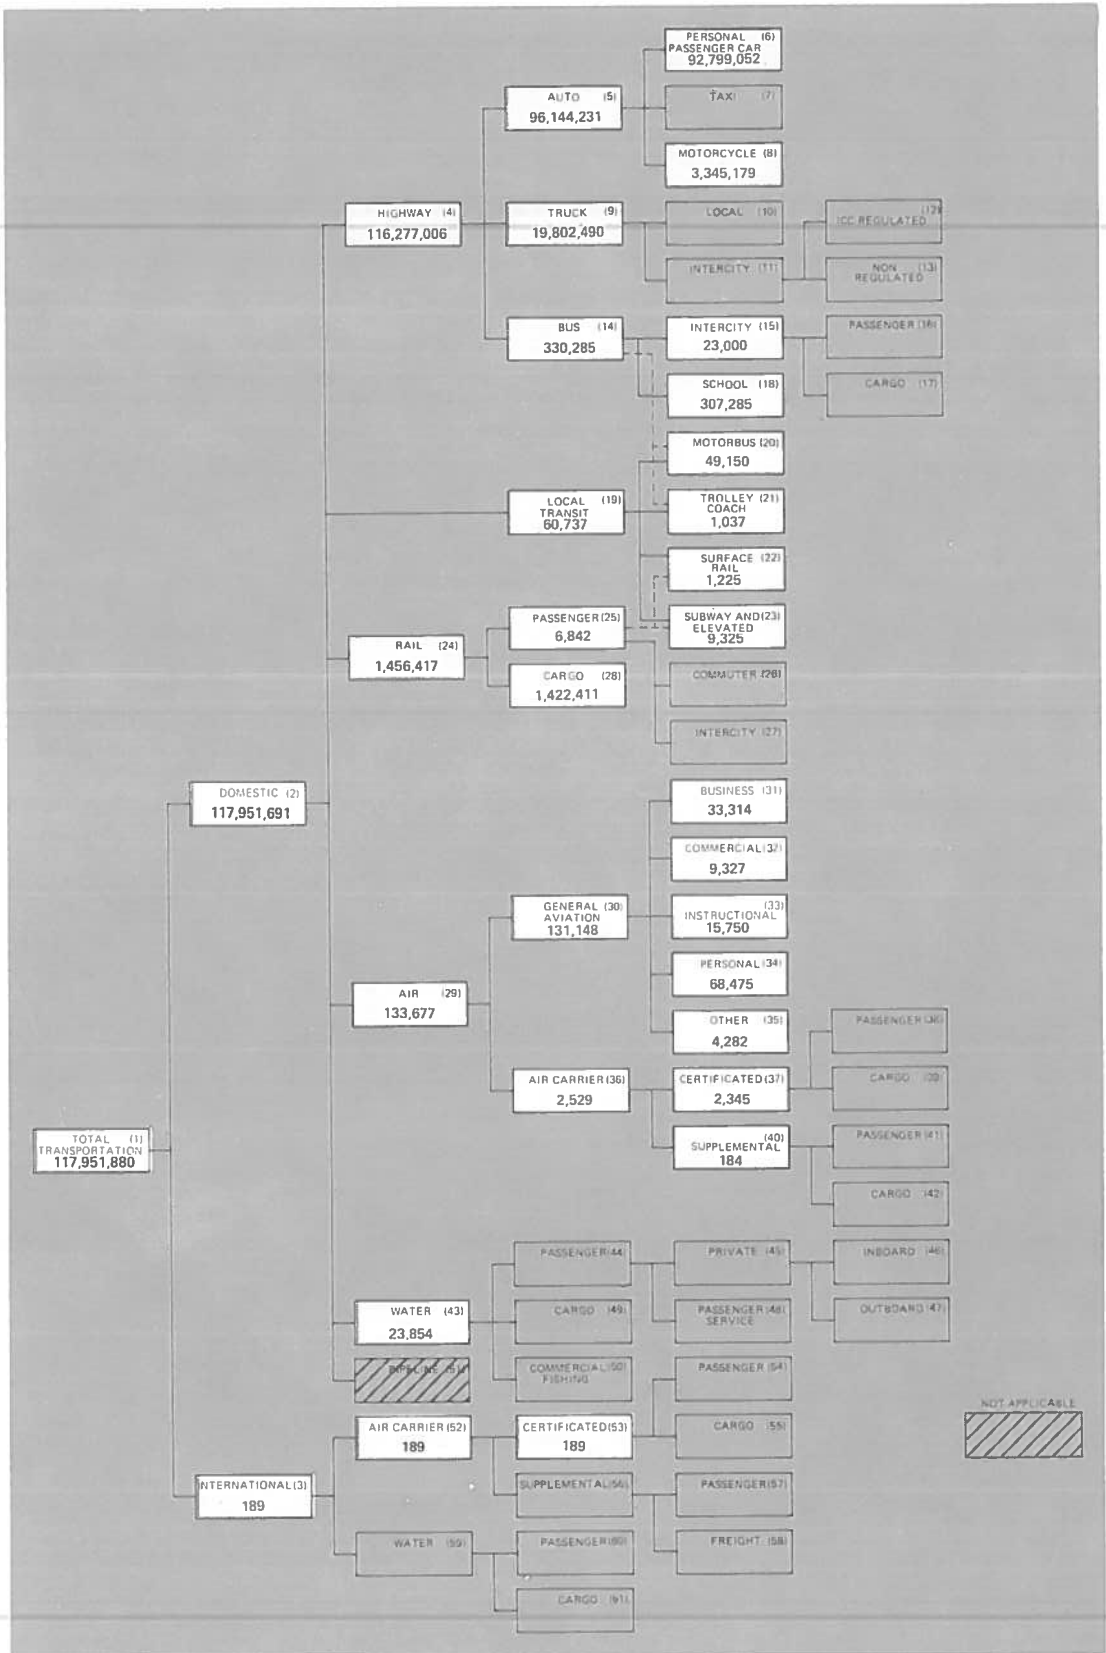 PERSONAL (6)
PASSENGER CAR
92,799,052
AUTO (5)
96,144,231
TAXI (7)
MOTORCYCLE (8)
3,345,179
HIGHWAY (4)
116,277,006
TRUCK (9)
19,802,490
LOCAL (10)
(12)
ICC REGULATED
INTERCITY (11)
NON (13)
REGULATED
BUS (14)
330,285
INTERCITY (15)
23,000
PASSENGER (16)
SCHOOL (18)
307,285
CARGO (17)
MOTORBUS (20)
49,150
LOCAL (19)
TRANSIT
60,737
TROLLEY (21)
COACH
1,037
SURFACE (22)
RAIL
1,225
PASSENGER (25)
6,842
SUBWAY AND (23)
ELEVATED
9,325
RAIL (24)
1,456,417
CARGO (28)
1,422,411
COMMUTER (26)
INTERCITY (27)
DOMESTIC (2)
117,951,691
BUSINESS (31)
33,314
COMMERCIAL (32)
9,327
GENERAL (30)
AVIATION
131,148
(33)
INSTRUCTIONAL
15,750
PERSONAL (34)
68,475
AIR (29)
133,677
OTHER (35)
4,282
PASSENGER (38)
AIR CARRIER (36)
2,529
CERTIFICATED (37)
2,345
CARGO (39)
TOTAL (1)
TRANSPORTATION
117,951,880
(40)
SUPPLEMENTAL
184
PASSENGER (41)
CARGO (42)
PASSENGER (44)
PRIVATE (45)
INBOARD (46)
WATER (43)
23,854
CARGO (49)
PASSENGER (48)
SERVICE
OUTBOARD (47)
PIPELINE (51)
COMMERCIAL (50)
FISHING
PASSENGER (54)
NOT APPLICABLE
AIR CARRIER (52)
189
CERTIFICATED (53)
189
CARGO (55)
INTERNATIONAL (3)
189
SUPPLEMENTAL (56)
PASSENGER (57)
WATER (59)
PASSENGER (60)
FREIGHT (58)
CARGO (61)